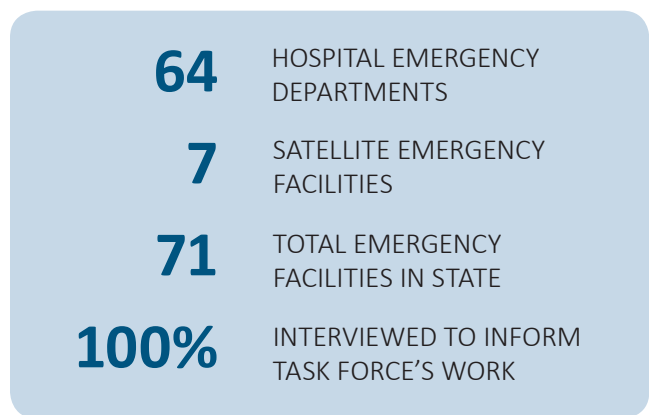 64 HOSPITAL EMERGENCY
DEPARTMENTS
7 SATELLITE EMERGENCY
FACILITIES
71 TOTAL EMERGENCY
FACILITIES IN STATE
100% INTERVIEWED TO INFORM
TASK FORCE’S WORK